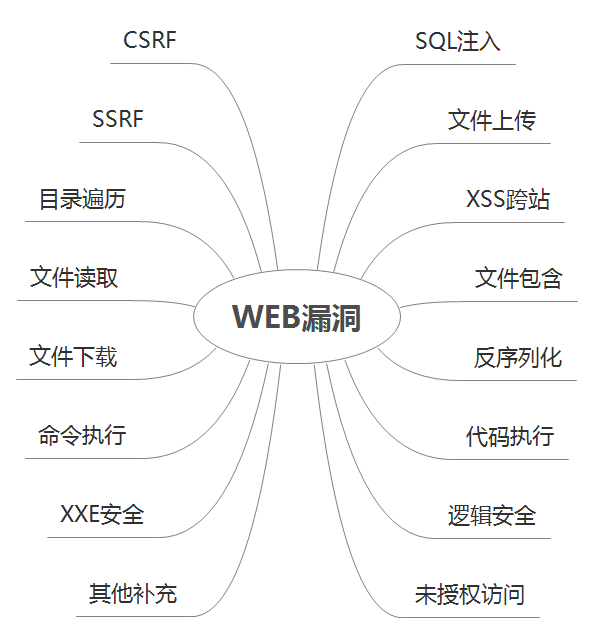 CSRF
SQL注入
SSRF
文件上传
目录遍历
XSS跨站
文件读取
文件包含
WEB漏洞
文件下载
反序列化
命令执行
代码执行
XXE安全
逻辑安全
其他补充
未授权访问